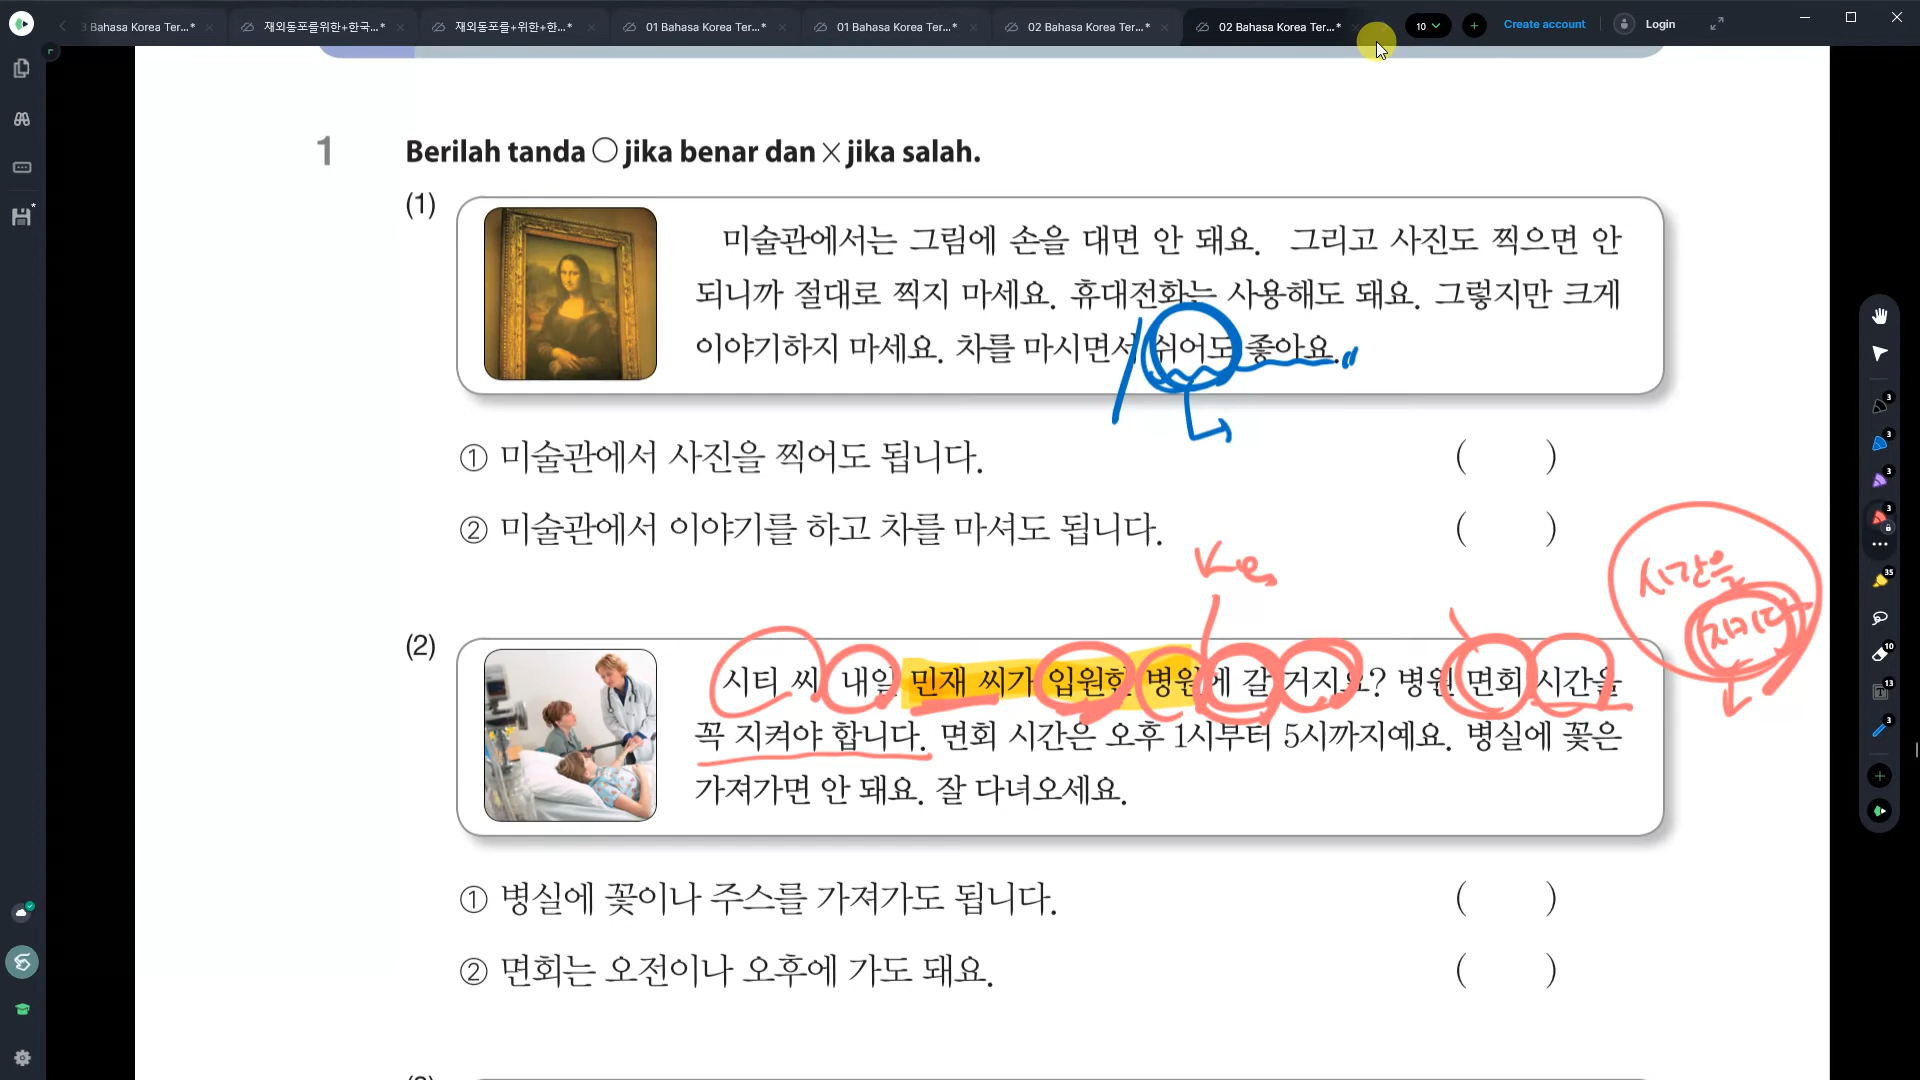 3 Bahasa Korea Ter...* 재외동포를위한+한국...* 재외동포를+위한+한...* 01 Bahasa Korea Ter...* 01 Bahasa Korea Ter...* 02 Bahasa Korea Ter...* 02 Bahasa Korea Ter...* 10 Create account Login
1 Berilah tanda ○ jika benar dan × jika salah.
(1)
미술관에서는 그림에 손을 대면 안 돼요. 그리고 사진도 찍으면 안
되니까 절대로 찍지 마세요. 휴대전화는 사용해도 돼요. 그렇지만 크게
이야기하지 마세요. 차를 마시면서 쉬어도 좋아요.
① 미술관에서 사진을 찍어도 됩니다. ( )
② 미술관에서 이야기를 하고 차를 마셔도 됩니다. ( )
ke
시간을
지키다
(2)
시티 씨 내일 민재 씨가 입원한 병원에 갈 거지요? 병원 면회 시간을
꼭 지켜야 합니다. 면회 시간은 오후 1시부터 5시까지예요. 병실에 꽃은
가져가면 안 돼요. 잘 다녀오세요.
① 병실에 꽃이나 주스를 가져가도 됩니다. ( )
② 면회는 오전이나 오후에 가도 돼요. ( )
3
3
3
3
35
10
13
3